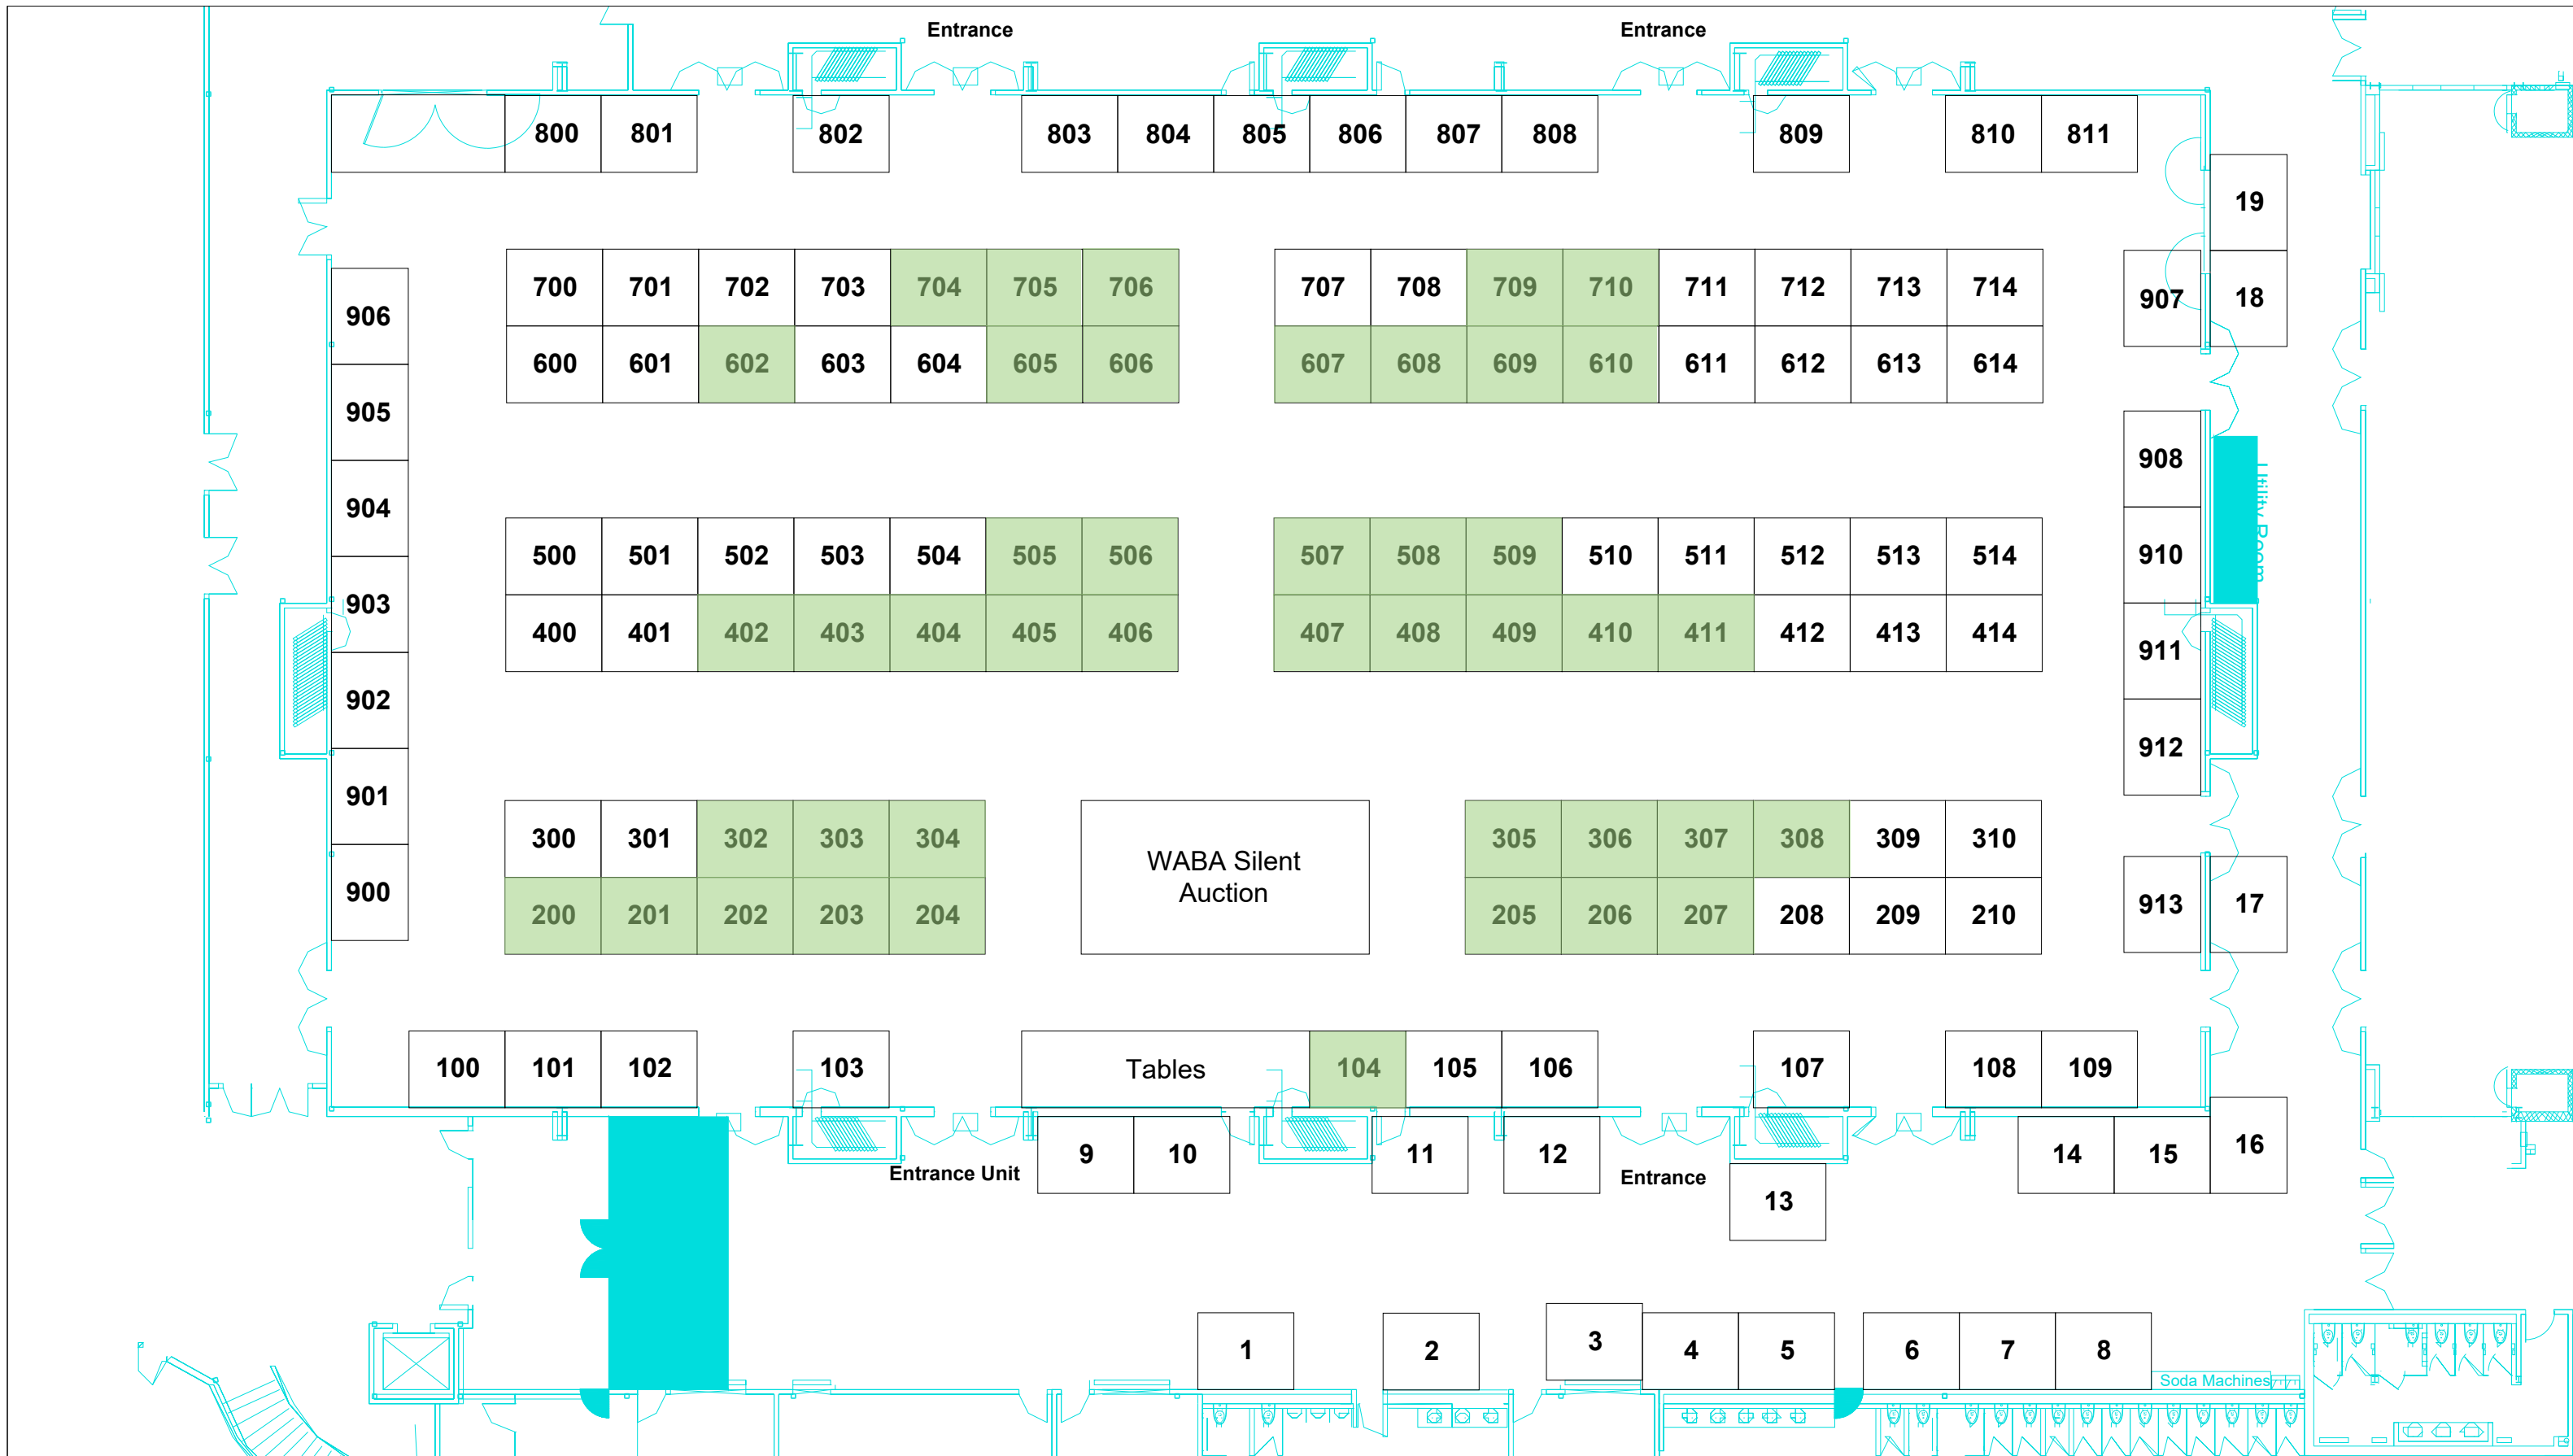 Entrance
Entrance
800 801 802 803 804 805 806 807 808 809 810 811
19
700 701 702 703 704 705 706 707 708 709 710 711 712 713 714
907 18
906
600 601 602 603 604 605 606 607 608 609 610 611 612 613 614
905
908
904
500 501 502 503 504 505 506 507 508 509 510 511 512 513 514
910
Utility Room
903
400 401 402 403 404 405 406 407 408 409 410 411 412 413 414
911
902
912
901
300 301 302 303 304
WABA Silent
Auction
305 306 307 308 309 310
900
200 201 202 203 204
205 206 207 208 209 210
913 17
100 101 102 103
Tables
104 105 106 107 108 109
9 10 11 12 14 15 16
Entrance Unit
Entrance
13
1 2 3 4 5 6 7 8
Soda Machines